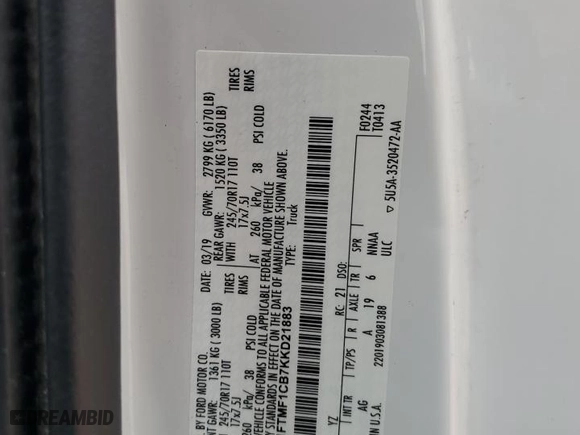 BY FORD MOTOR CO.
03/19 GVWR: 2799 KG ( 6170 LB)
NT GAWR: 1361 KG ( 3000 LB) REAR GAWR: 1520 KG ( 3350 LB)
245/70R17 110T TIRES WITH 245/70R17 110T TIRES
17x7.5J RIMS 17x7.5J RIMS
260 kPa/ 38 PSI COLD AT 260 kPa/ 38 PSI COLD
VEHICLE CONFORMS TO ALL APPLICABLE FEDERAL MOTOR VEHICLE
Y STANDARDS IN EFFECT ON THE DATE OF MANUFACTURE SHOWN ABOVE.
FTMF1CB7KKD21883 TYPE: Truck
F0244
T0413
YZ RC: 21 DSO:
INT TR TP/PS R AXLE TR SPR
AG A 19 6 NNAA
N U.S.A. ULC
2201903081388 ▽ 5U5A-3520472-AA
DREAMBID